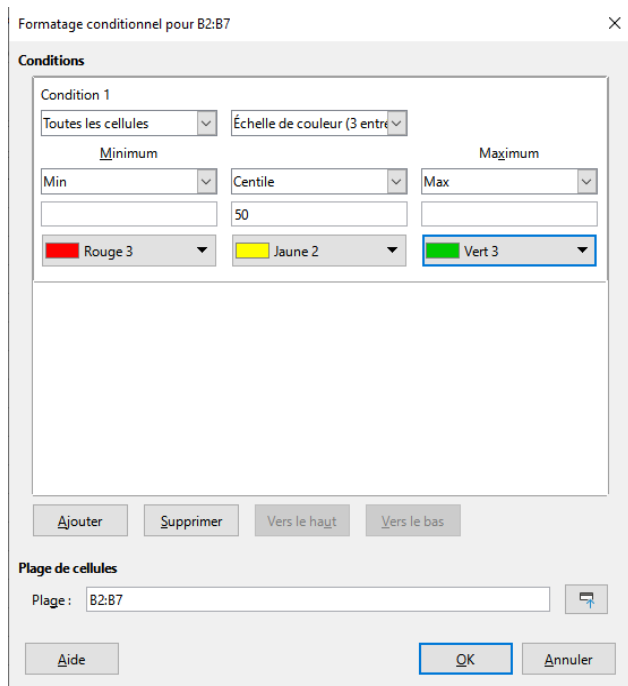 Formatage conditionnel pour B2:B7
Conditions
Condition 1
Toutes les cellules Échelle de couleur (3 entre
Minimum Maximum
Min Centile Max
50
Rouge 3 Jaune 2 Vert 3
Ajouter Supprimer Vers le haut Vers le bas
Plage de cellules
Plage : B2:B7
Aide OK Annuler